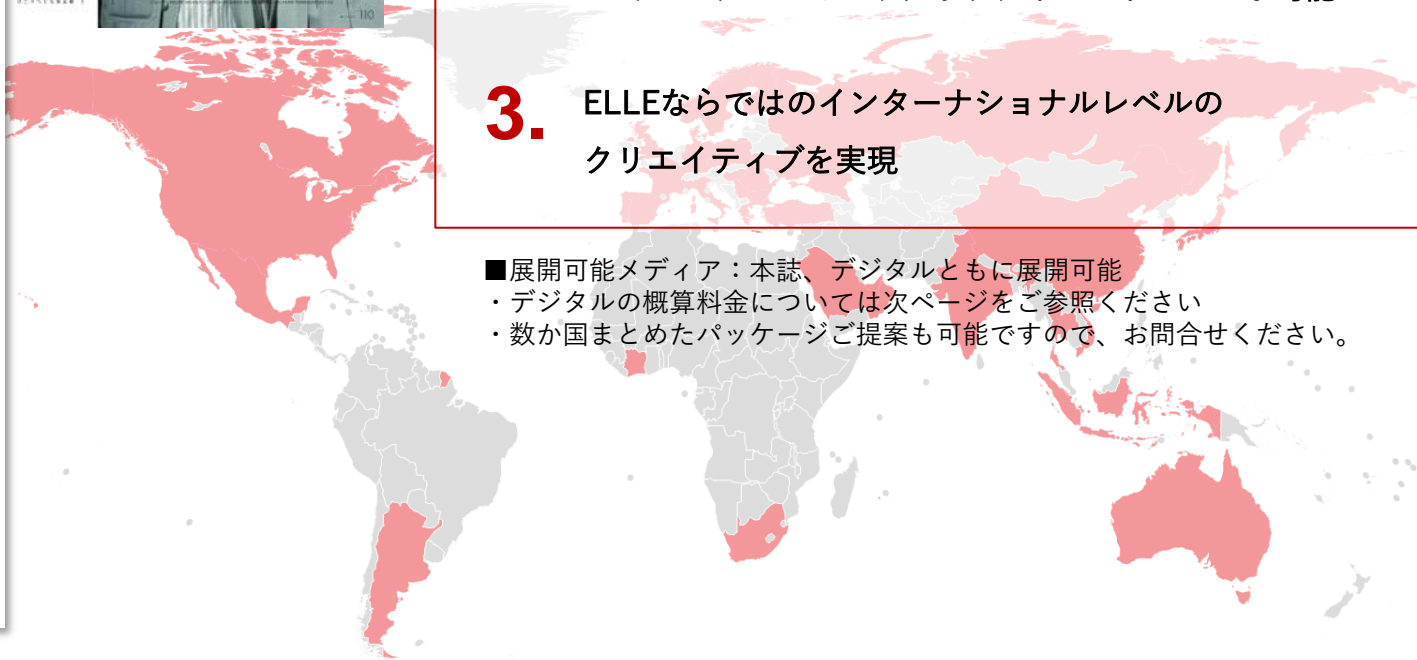 110
可能
3.
ELLEならではのインターナショナルレベルの
クリエイティブを実現
■展開可能メディア：本誌、デジタルともに展開可能
・デジタルの概算料金については次ページをご参照ください
・数か国まとめたパッケージご提案も可能ですので、お問合せください。